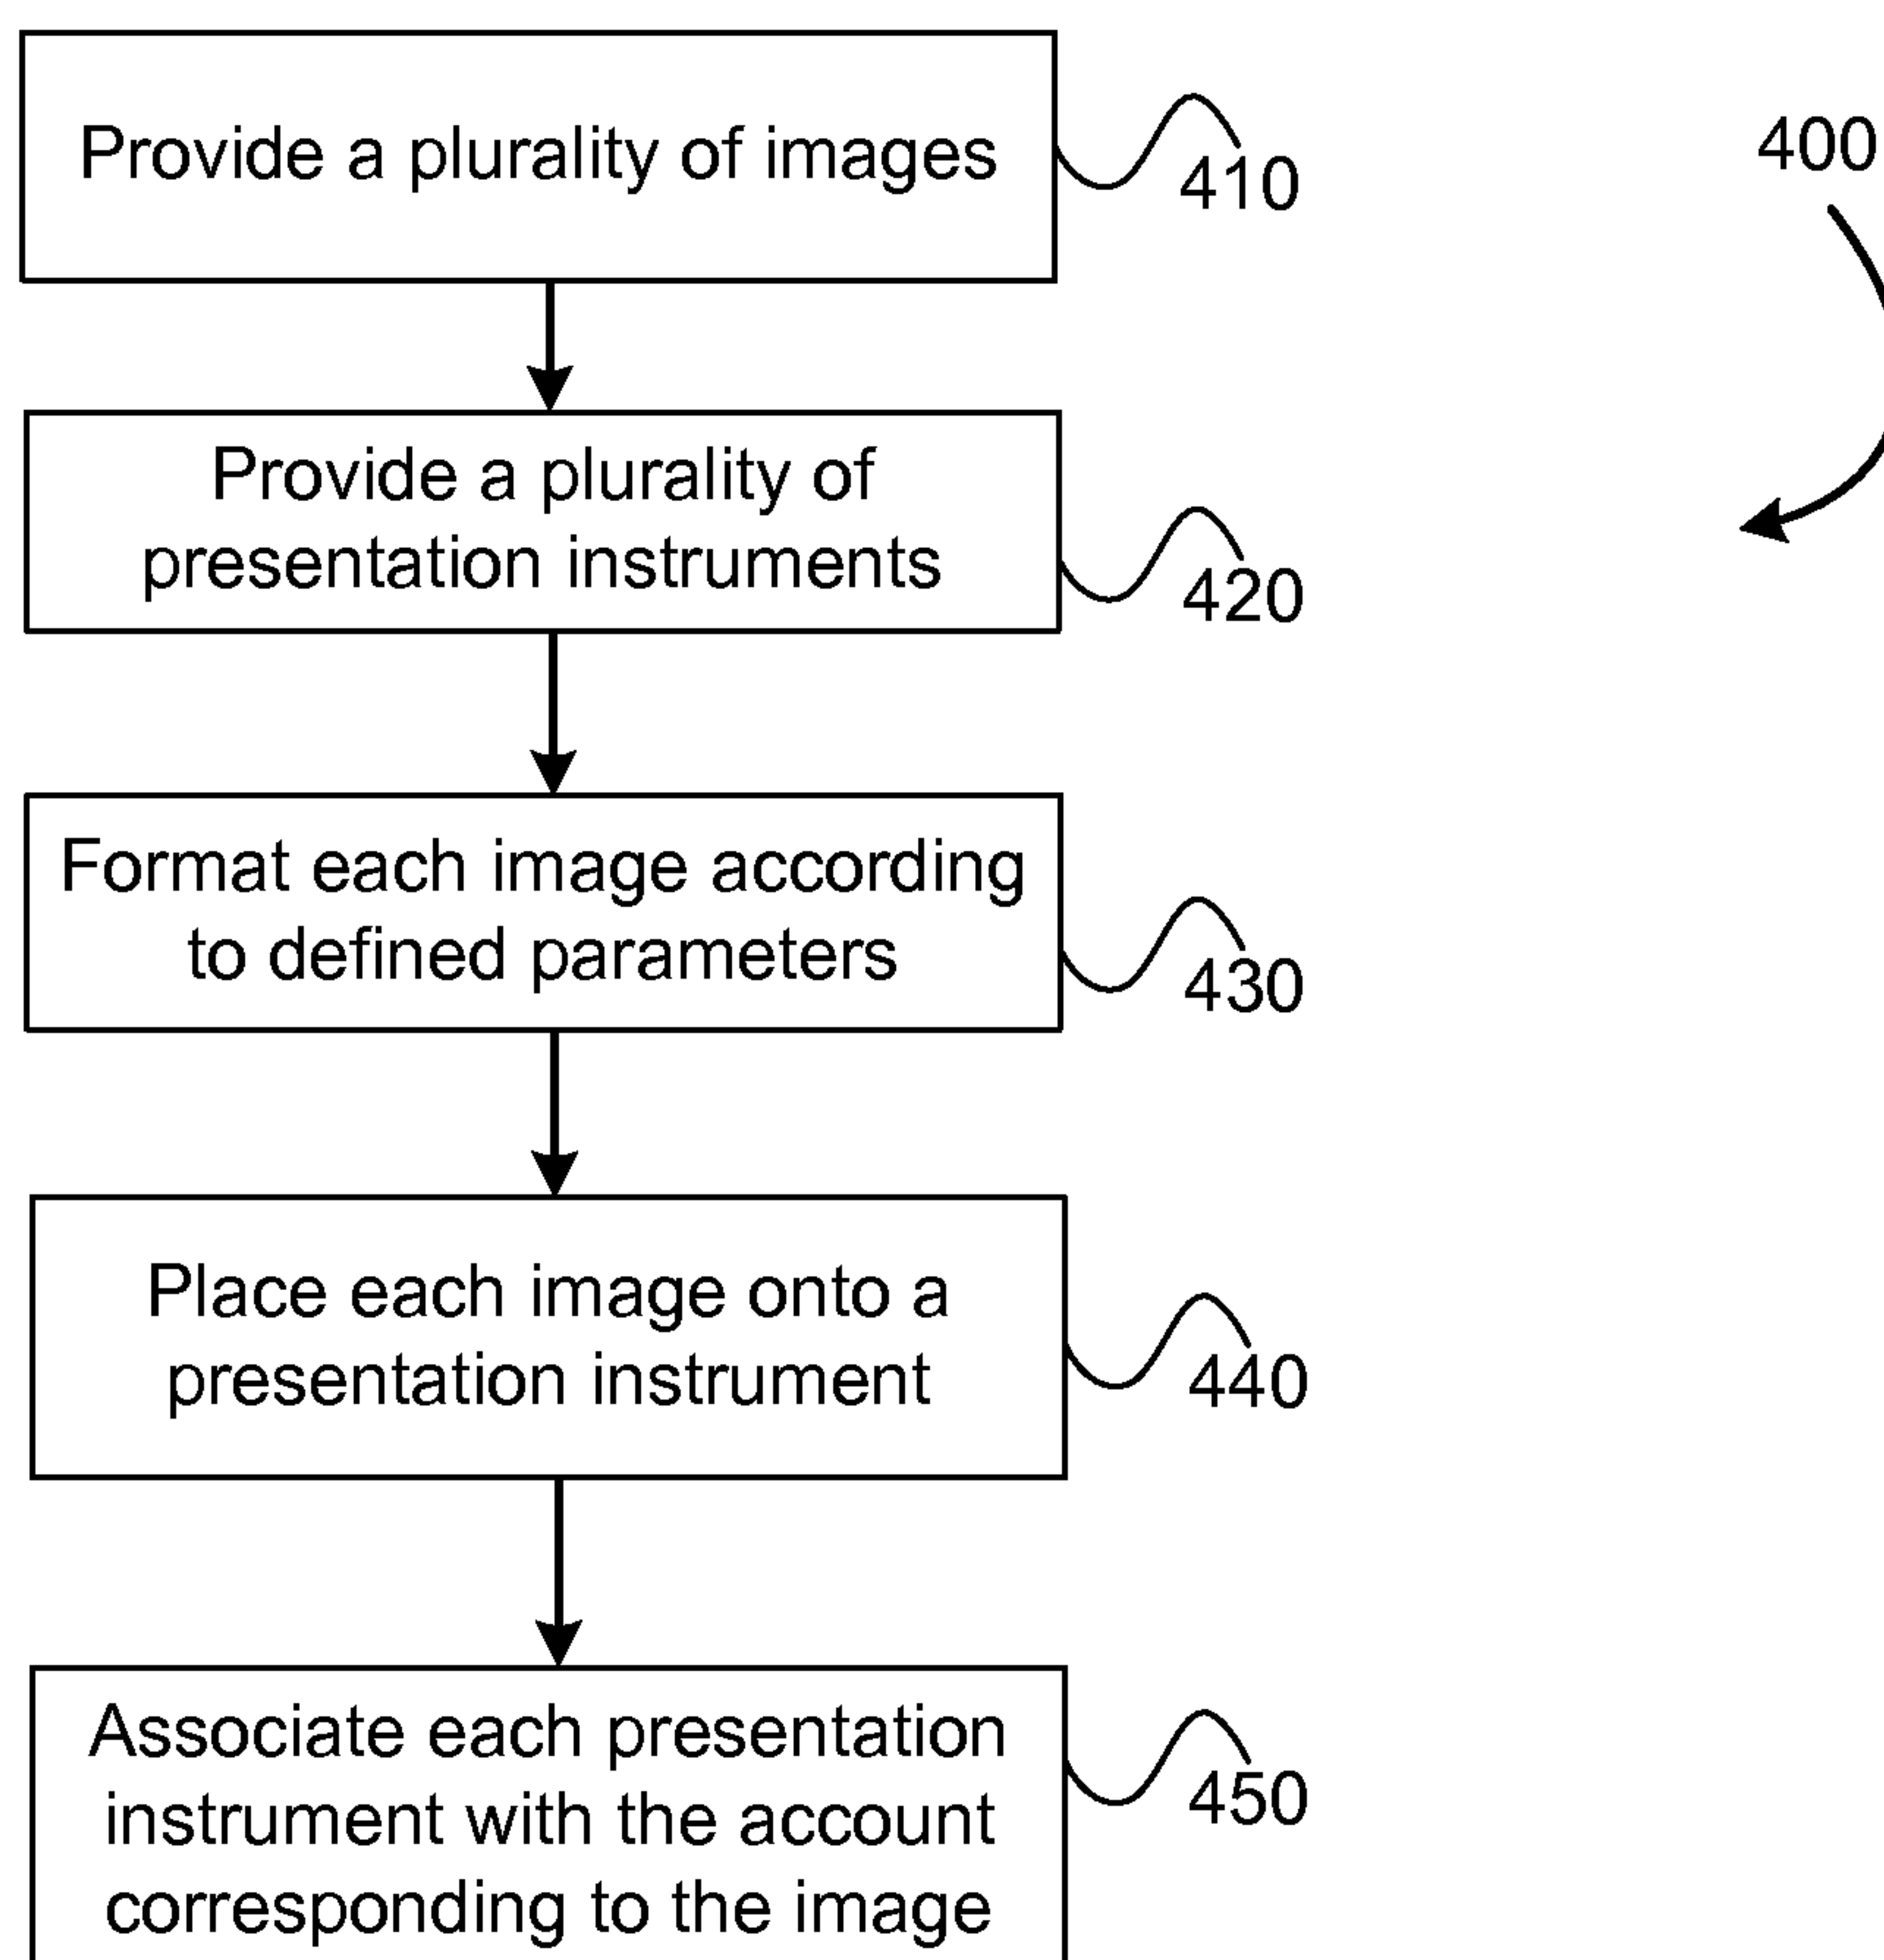 Provide a plurality of images
410
400
Provide a plurality of
presentation instruments
420
Format each image according
to defined parameters
430
Place each image onto a
presentation instrument
440
Associate each presentation
instrument with the account
corresponding to the image
450